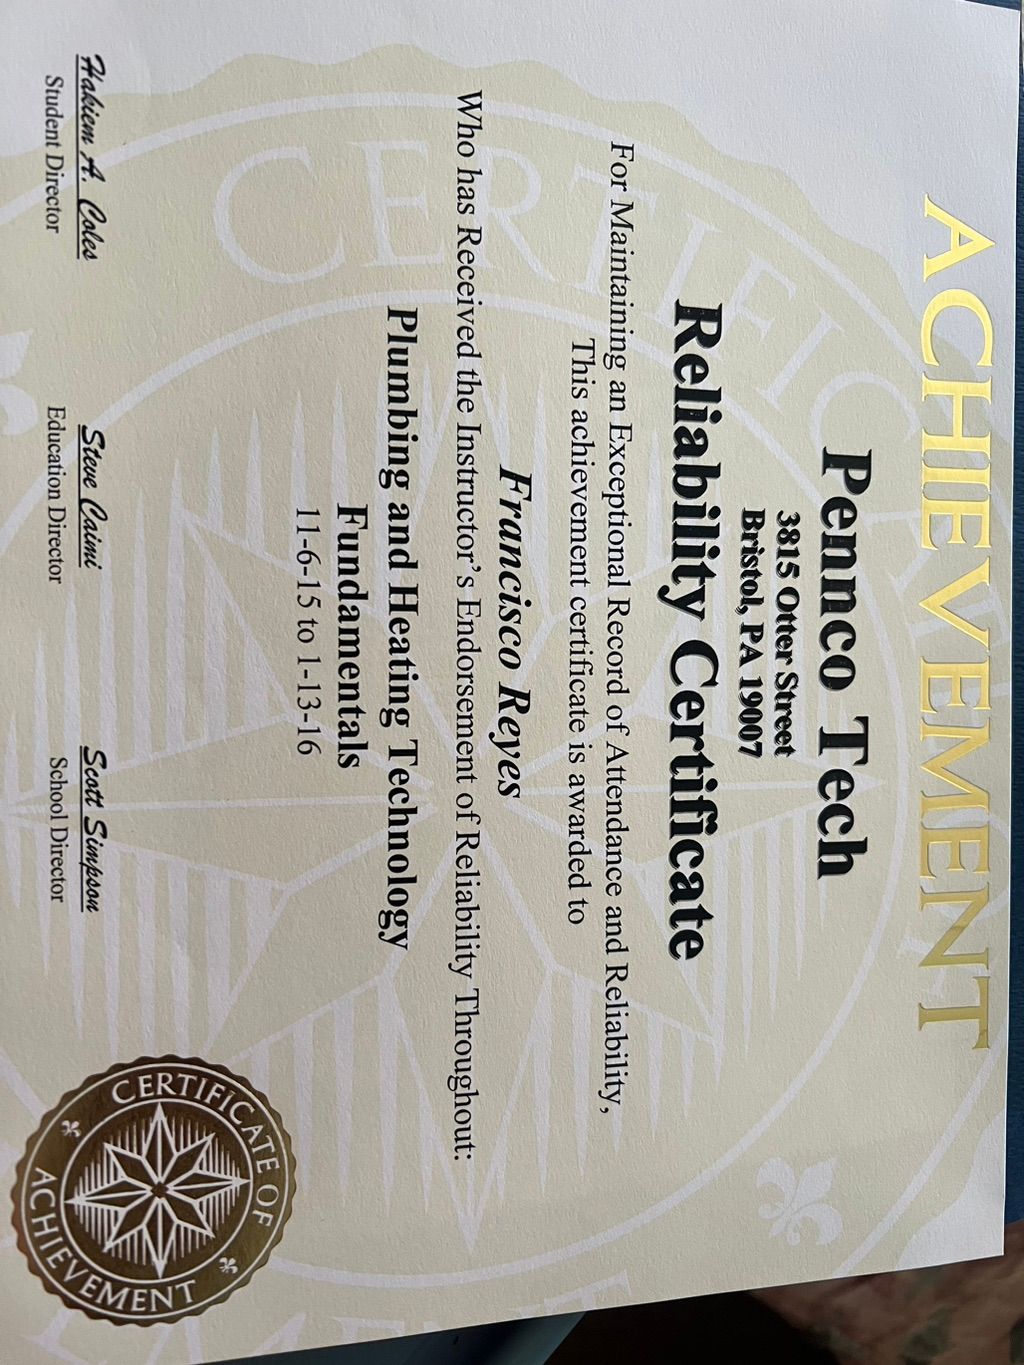 ACHIEVEMENT
Pennco Tech
3815 Otter Street
Bristol, PA 19007
Reliability Certificate
For Maintaining an Exceptional Record of Attendance and Reliability,
This achievement certificate is awarded to
Francisco Reyes
Who has Received the Instructor's Endorsement of Reliability Throughout:
Plumbing and Heating Technology
Fundamentals
11-6-15 to 1-13-16
Hakiem A. Coles
Student Director
Steve Caimi
Education Director
Scott Simpson
School Director
CERTIFICATE OF
ACHIEVEMENT